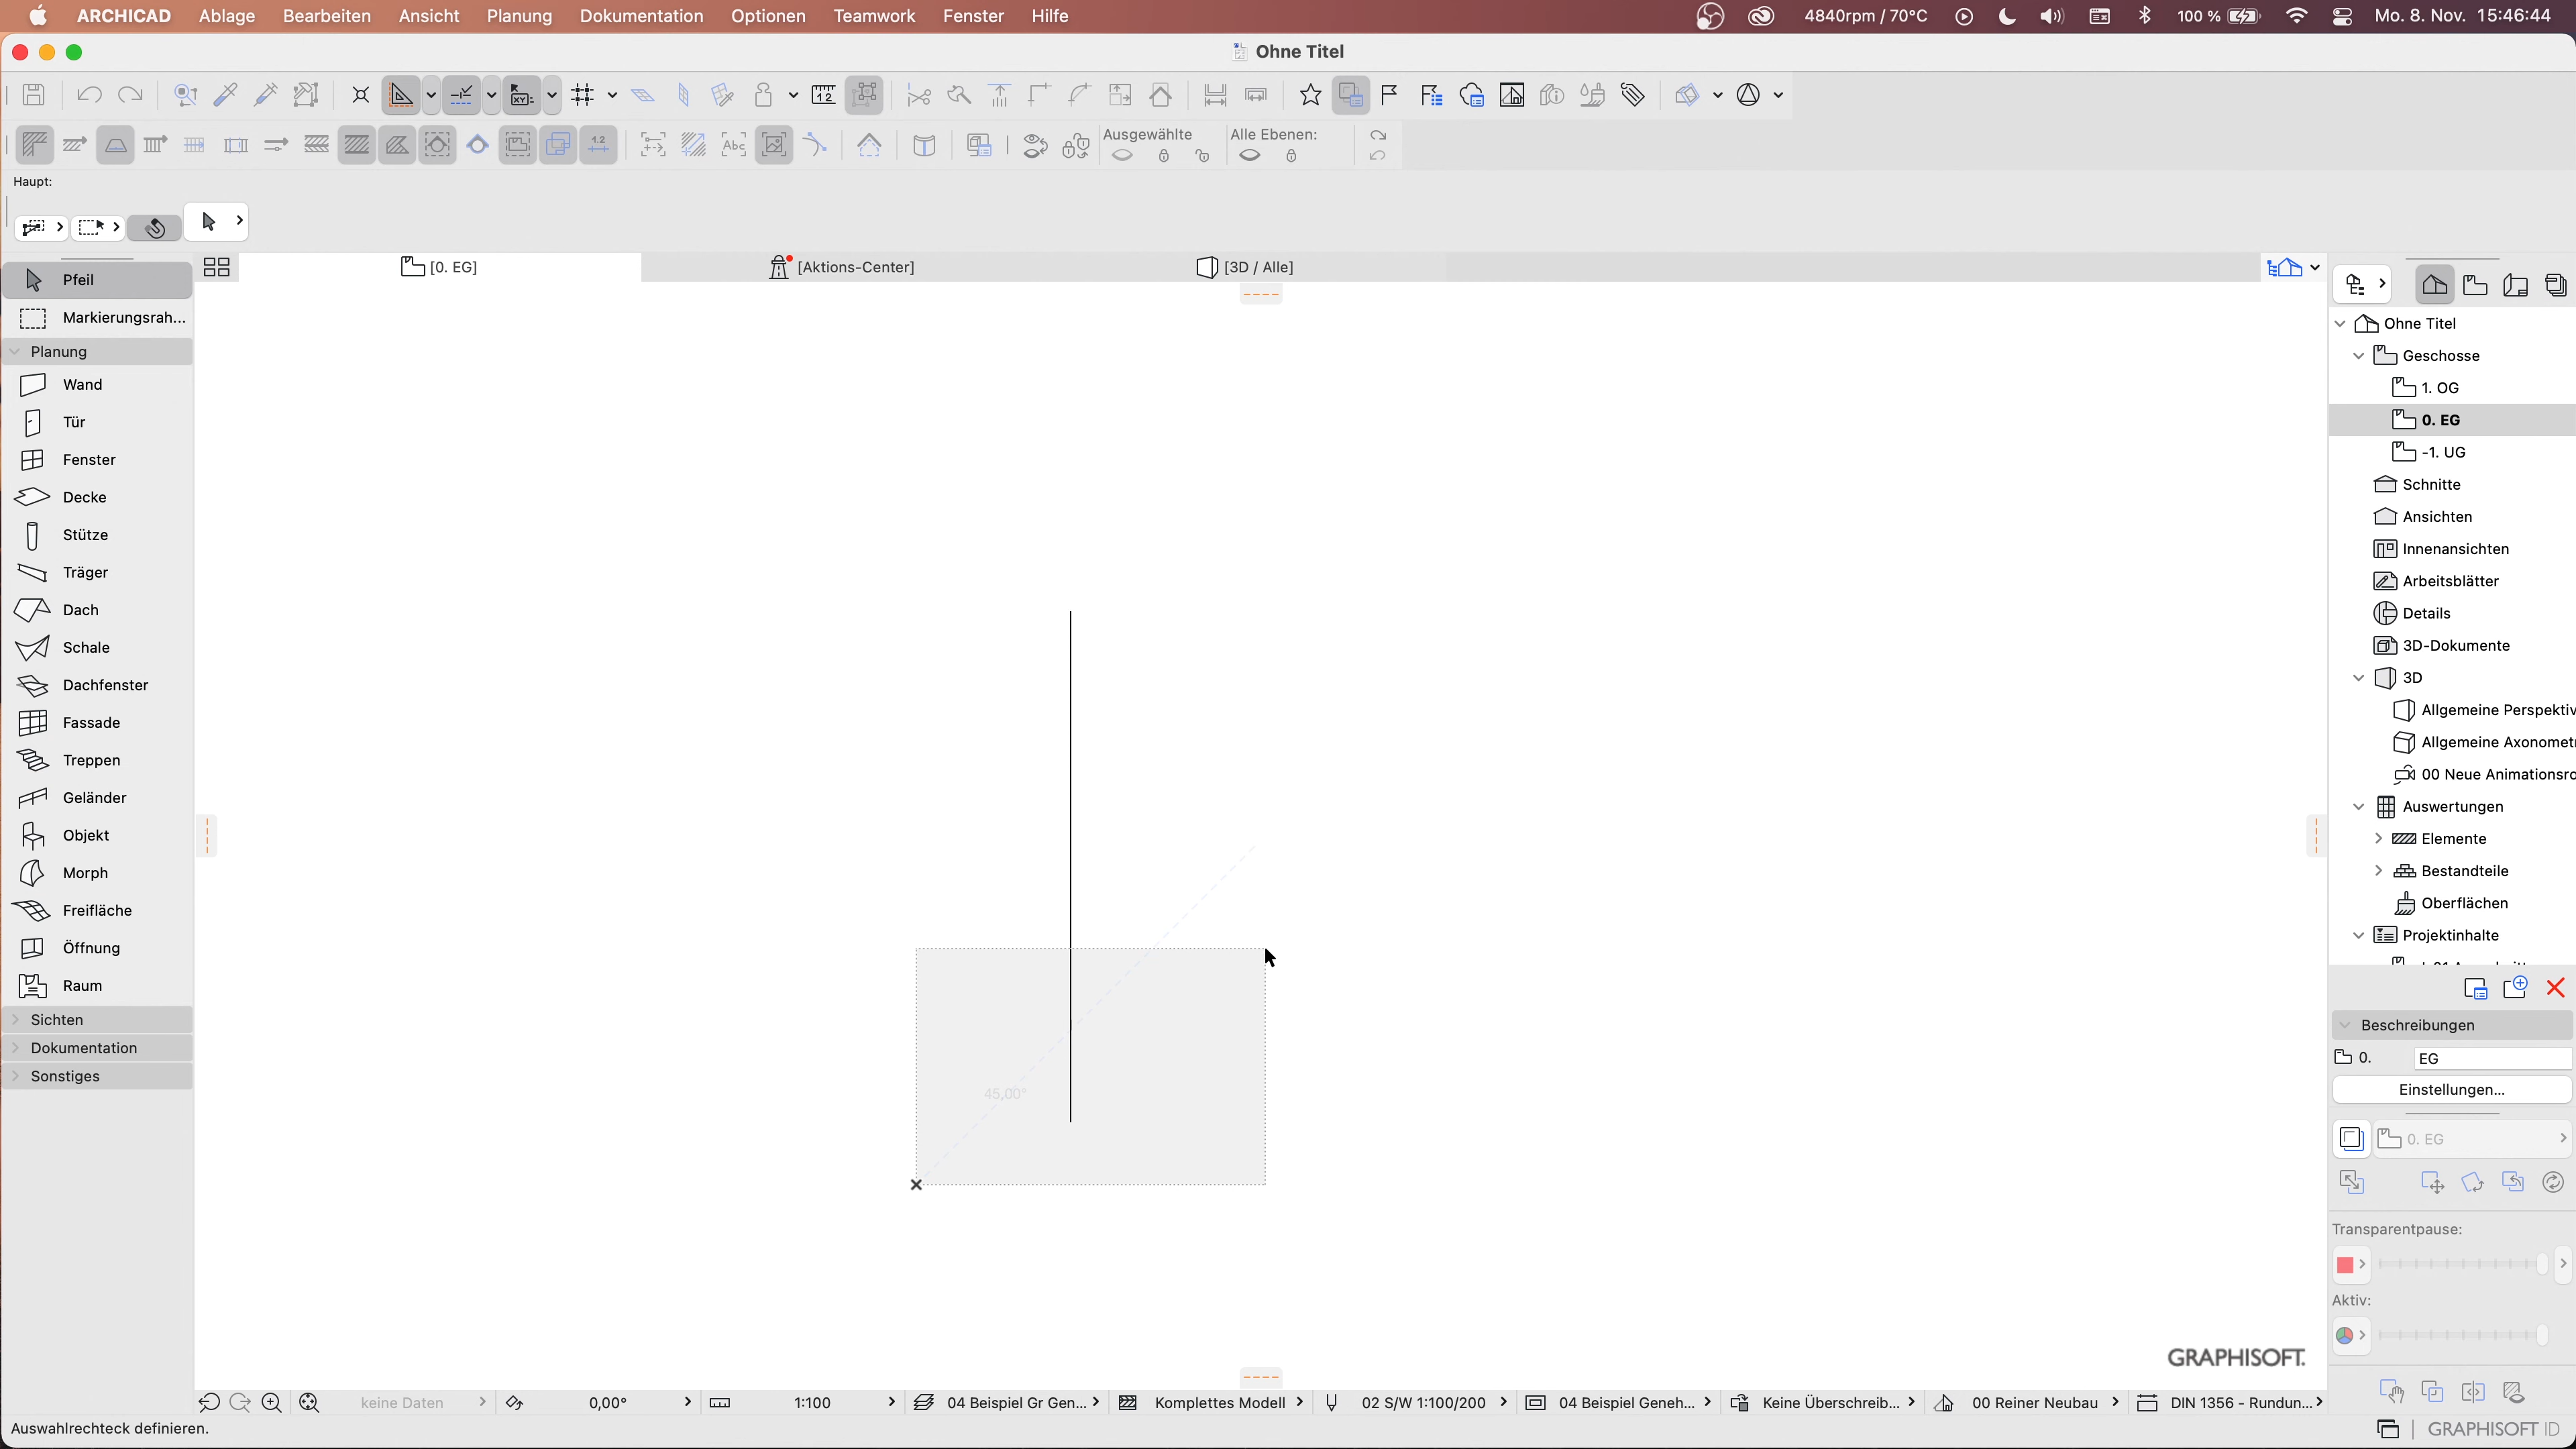 ARCHICAD Ablage Bearbeiten Ansicht Planung Dokumentation Optionen Teamwork Fenster Hilfe 4840rpm / 70°C 100 % Mo. 8. Nov. 15:46:44
Ohne Titel
12
XY:
1.2
Abc
Ausgewählte
Alle Ebenen:
Haupt:
[0. EG]
[Aktions-Center]
[3D / Alle]
Pfeil
Markierungsrah...
Planung
Wand
Tür
Fenster
Decke
Stütze
Träger
Dach
Schale
Dachfenster
Fassade
Treppen
Geländer
Objekt
Morph
Freifläche
Öffnung
Raum
Sichten
Dokumentation
Sonstiges
45,00°
GRAPHISOFT.
Ohne Titel
Geschosse
1. OG
0. EG
-1. UG
Schnitte
Ansichten
Innenansichten
Arbeitsblätter
Details
3D-Dokumente
3D
Allgemeine Perspektiv
Allgemeine Axonomet
00 Neue Animationsro
Auswertungen
Elemente
Bestandteile
Oberflächen
Projektinhalte
Beschreibungen
0. EG
Einstellungen...
0. EG
Transparentpause:
Aktiv:
keine Daten 0,00° 1:100 04 Beispiel Gr Gen... Komplettes Modell 02 S/W 1:100/200 04 Beispiel Geneh... Keine Überschreib... 00 Reiner Neubau DIN 1356 - Rundun...
Auswahlrechteck definieren.
GRAPHISOFT ID